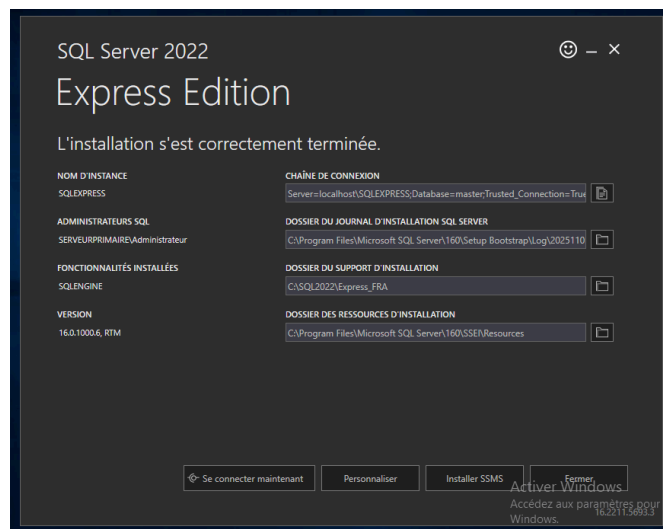 SQL Server 2022
Express Edition
L'installation s'est correctement terminée.
NOM D'INSTANCE
SQLEXPRESS
CHAÎNE DE CONNEXION
Server=localhost\SQLEXPRESS;Database=master;Trusted_Connection=True
ADMINISTRATEURS SQL
SERVEURPRIMAIRE\Administrateur
DOSSIER DU JOURNAL D'INSTALLATION SQL SERVER
C:\Program Files\Microsoft SQL Server\160\Setup Bootstrap\Log\2025110
FONCTIONNALITÉS INSTALLÉES
SQLENGINE
DOSSIER DU SUPPORT D'INSTALLATION
C:\SQL2022\Express_FRA
VERSION
16.0.1000.6, RTM
DOSSIER DES RESSOURCES D'INSTALLATION
C:\Program Files\Microsoft SQL Server\160\SSEI\Resources
Se connecter maintenant
Personnaliser
Installer SSMS
Fermer
Activer Windows
Accédez aux paramètres pour
Windows.
16.2211.5693.3